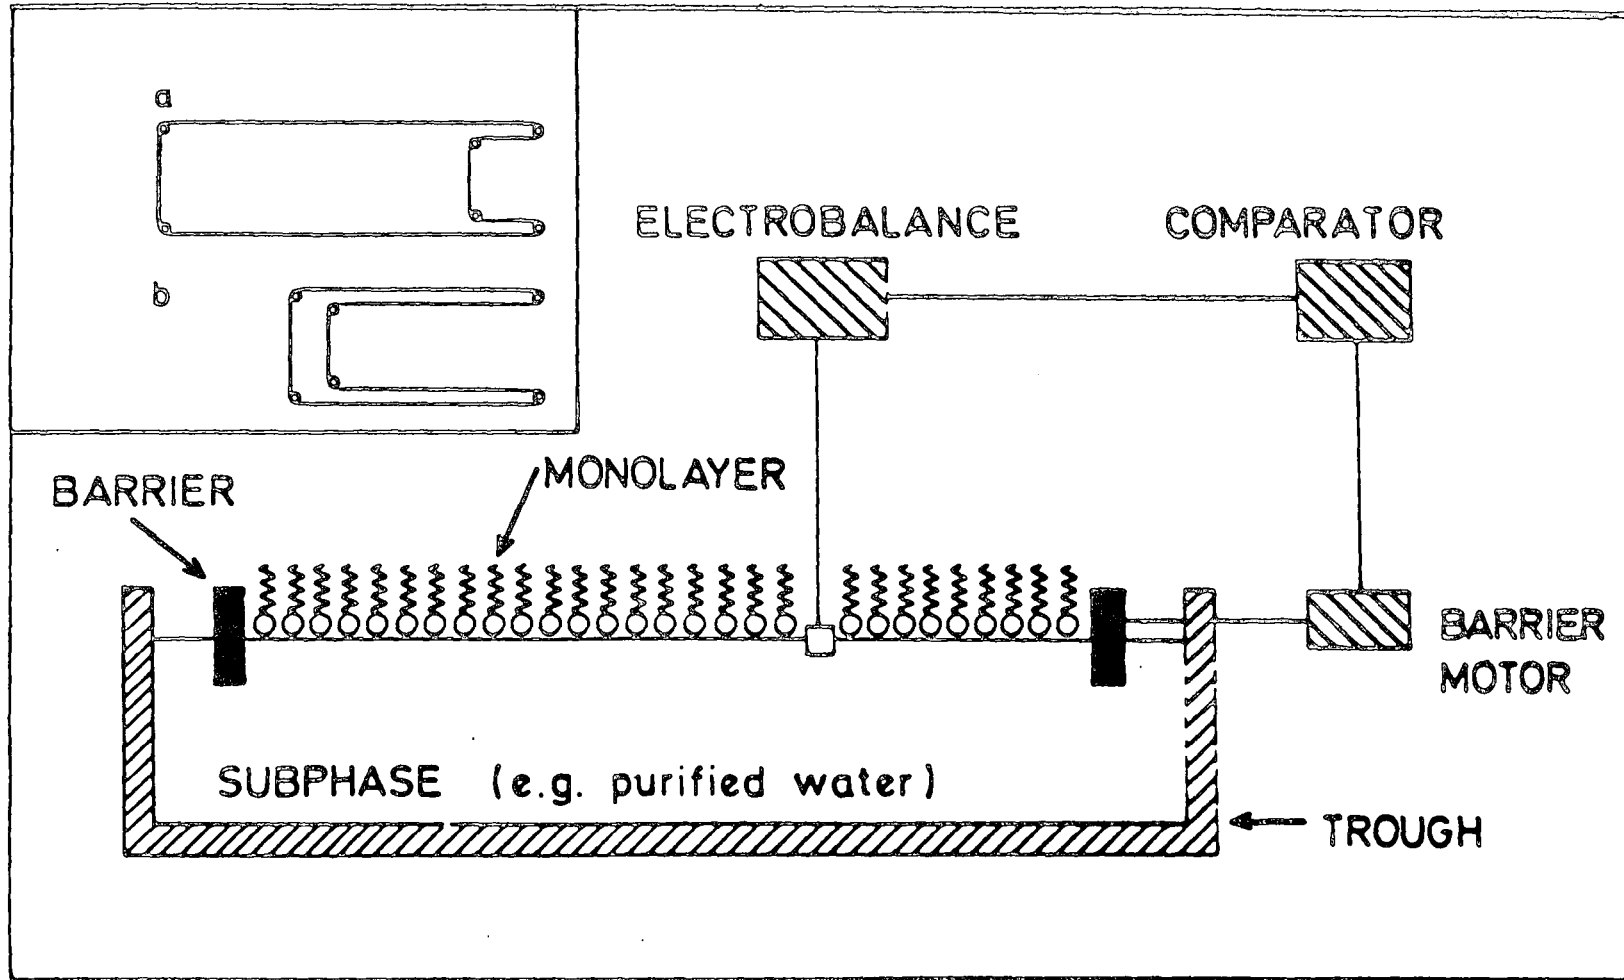 a
b
ELECTROBALANCE
COMPARATOR
BARRIER
MONOLAYER
BARRIER
MOTOR
SUBPHASE (e.g. purified water)
TROUGH